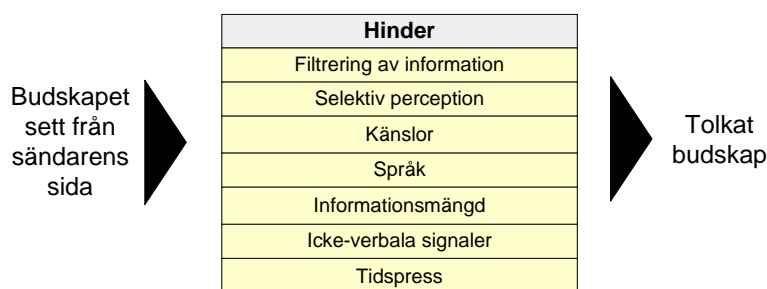 Budskapet
sett från
sändarens
sida
Hinder
Filtrering av information
Selektiv perception
Känslor
Språk
Informationsmängd
Icke-verbala signaler
Tidspress
Tolkat
budskap